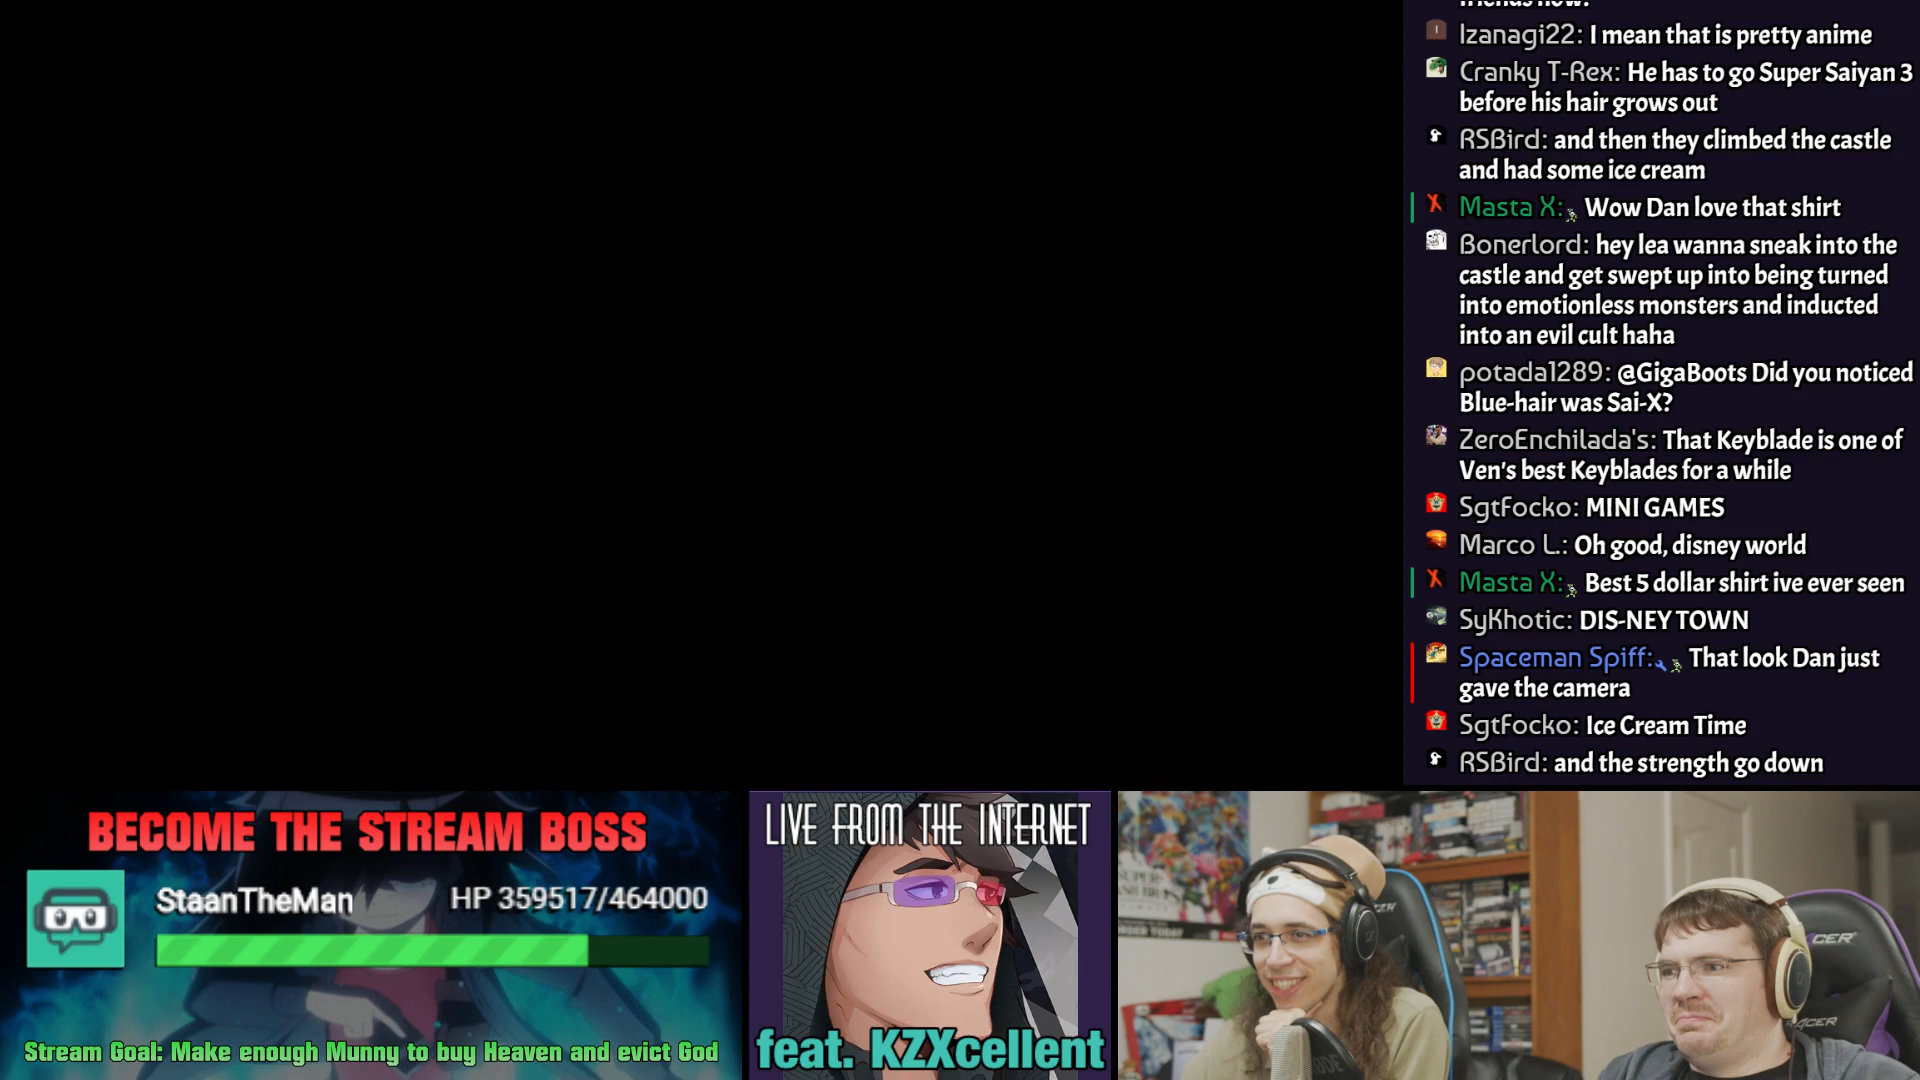 friends now.
Izanagi22: I mean that is pretty anime
Cranky T-Rex: He has to go Super Saiyan 3
before his hair grows out
RSBird: and then they climbed the castle
and had some ice cream
Masta X: Wow Dan love that shirt
Bonerlord: hey lea wanna sneak into the
castle and get swept up into being turned
into emotionless monsters and inducted
into an evil cult haha
potada1289: @GigaBoots Did you noticed
Blue-hair was Sai-X?
ZeroEnchilada's: That Keyblade is one of
Ven's best Keyblades for a while
SgtFocko: MINI GAMES
Marco L.: Oh good, disney world
Masta X: Best 5 dollar shirt ive ever seen
SyKhotic: DIS-NEY TOWN
Spaceman Spiff: That look Dan just
gave the camera
SgtFocko: Ice Cream Time
RSBird: and the strength go down
BECOME THE STREAM BOSS
StaanTheMan HP 359517/464000
Stream Goal: Make enough Munny to buy Heaven and evict God
LIVE FROM THE INTERNET
feat. KZXcellent
ACER